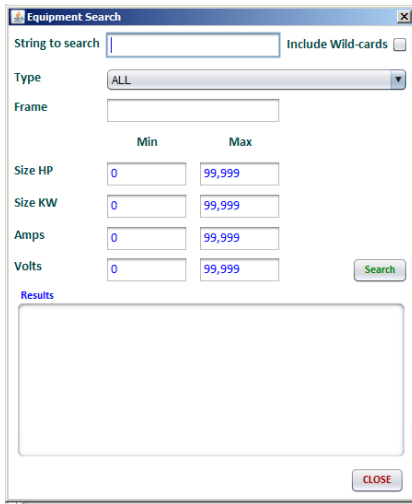 Equipment Search
String to search Include Wild-cards
Type ALL
Frame
Min Max
Size HP 0 99,999
Size KW 0 99,999
Amps 0 99,999
Volts 0 99,999 Search
Results
CLOSE